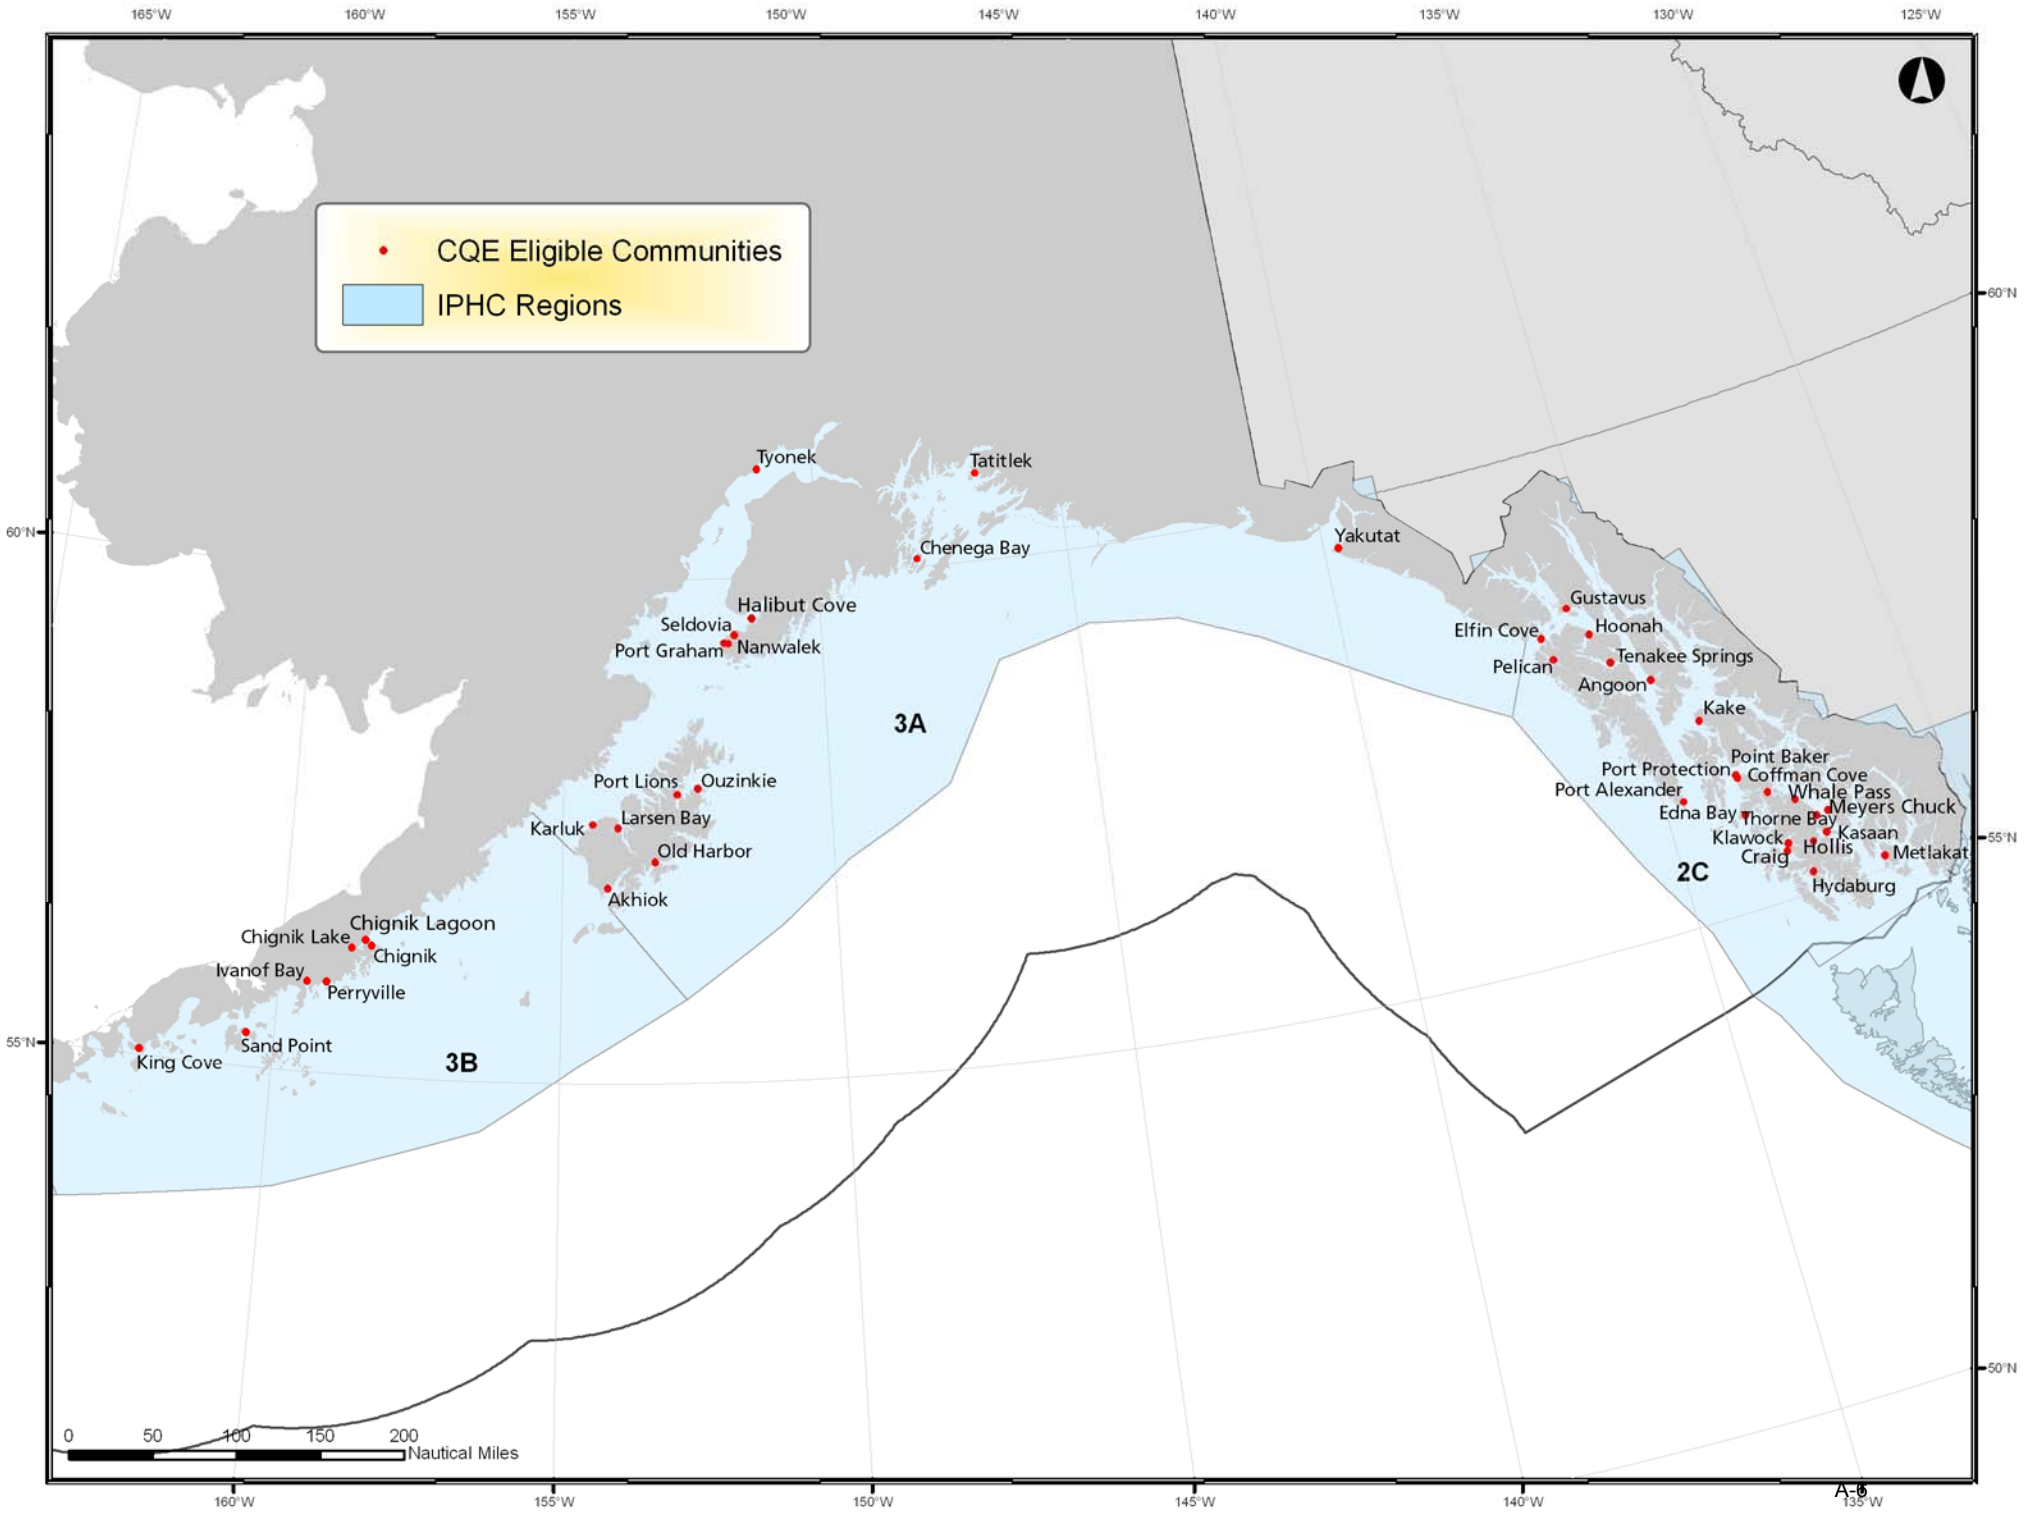 165°W 160°W 155°W 150°W 145°W 140°W 135°W 130°W 125°W
CQE Eligible Communities
IPHC Regions
60°N
60°N
55°N
55°N
50°N
Tyonek
Tatitlek
Chenega Bay
Yakutat
Halibut Cove
Seldovia
Port Graham
Nanwalek
Gustavus
Elfin Cove
Hoonah
Pelican
Tenakee Springs
Angoon
Kake
3A
Port Lions
Ouzinkie
Karluk
Larsen Bay
Old Harbor
Akhiok
Point Baker
Port Protection
Coffman Cove
Port Alexander
Whale Pass
Meyers Chuck
Edna Bay
Thorne Bay
Klawock
Kasaan
Craig
Hollis
Metlakat
2C
Hydaburg
Chignik Lagoon
Chignik Lake
Chignik
Ivanof Bay
Perryville
Sand Point
King Cove
3B
0 50 100 150 200
Nautical Miles
160°W 155°W 150°W 145°W 140°W 135°W
A-6